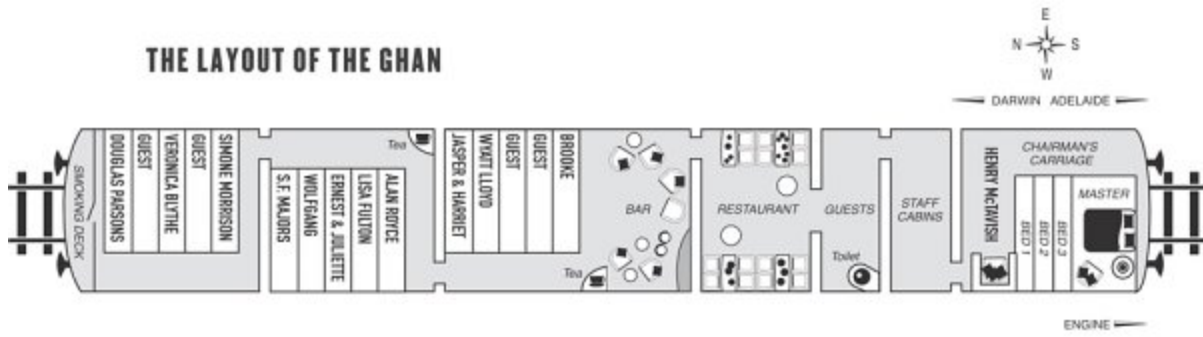 THE LAYOUT OF THE GHAN
E
N
S
W
DARWIN ADELAIDE
SMOKING DECK
DOUGLAS PARSONS
GUEST
VERONICA BLYTHE
GUEST
SIMONE MORRISON
S.F. MAJORS
WOLFGANG
ERNEST & JULIETTE
LISA FULTON
ALAN ROYCE
Tea
JASPER & HARRIET
WYATT LLOYD
GUEST
GUEST
BROOKE
Tea
BAR
RESTAURANT
GUESTS
Toilet
STAFF
CABINS
HENRY McTAVISH
CHAIRMAN'S
CARRIAGE
BED 1
BED 2
BED 3
MASTER
ENGINE